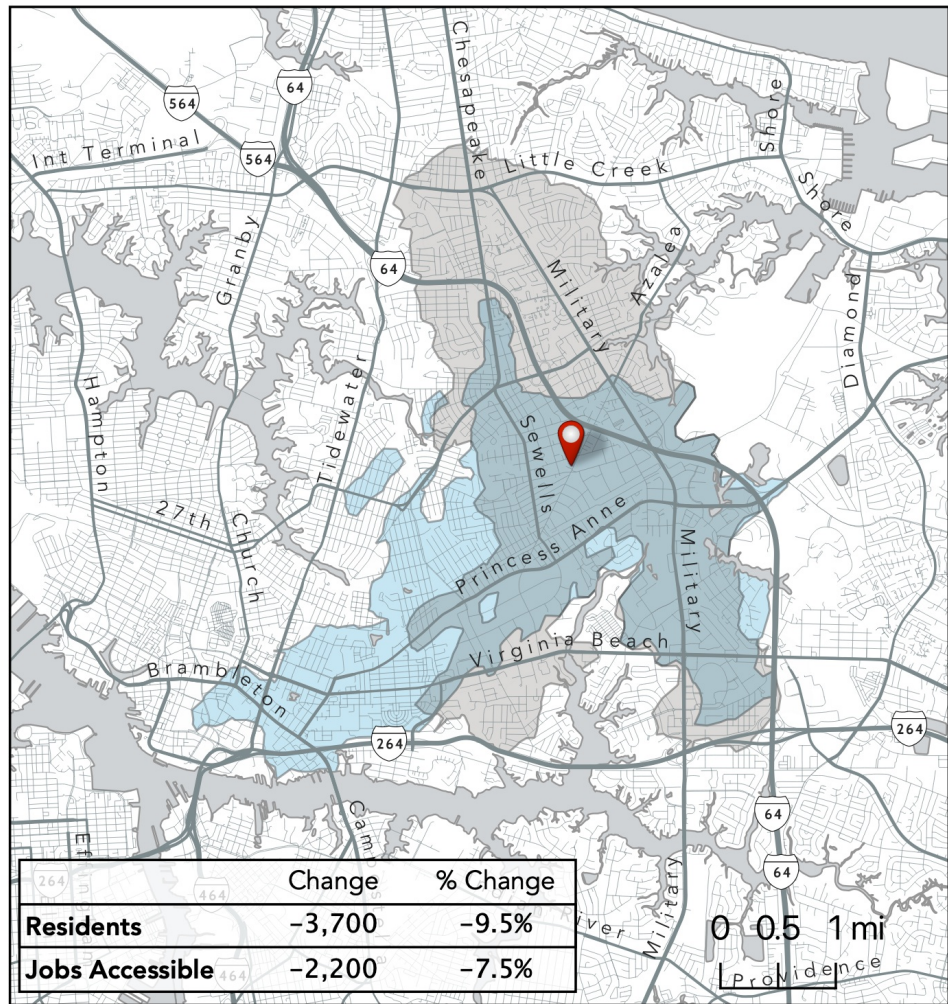 Chesapeake
64
564
Shore
Int Terminal
564
Little Creek
Shore
Granby
64
Military
Azalea
Diamond
Hampton
Tidewater
Sewells
27th
Church
Princess Anne
Military
Virginia Beach
Brambleton
264
264
64
64
264
464
464
River
Military
Change % Change
Residents -3,700 -9.5%
Jobs Accessible -2,200 -7.5%
0 0.5 1 mi
Providence